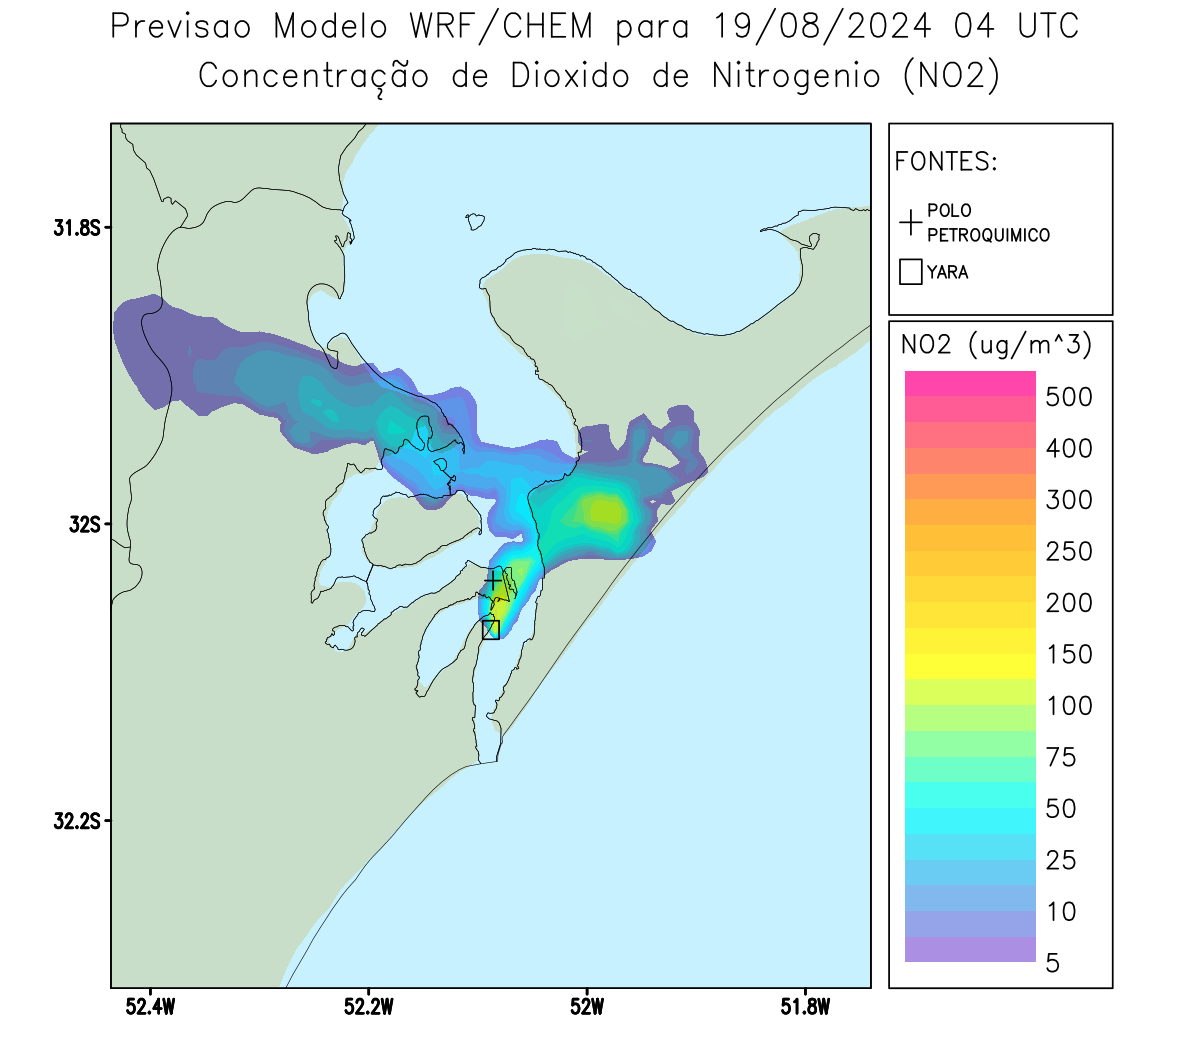 Previsao Modelo WRF/CHEM para 19/08/2024 04 UTC
Concentração de Dioxido de Nitrogenio (NO2)
FONTES:
POLO
PETROQUIMICO
YARA
NO2 (ug/m^3)
500
400
300
250
200
150
100
75
50
25
10
5
31.8S
32S
32.2S
52.4W
52.2W
52W
51.8W